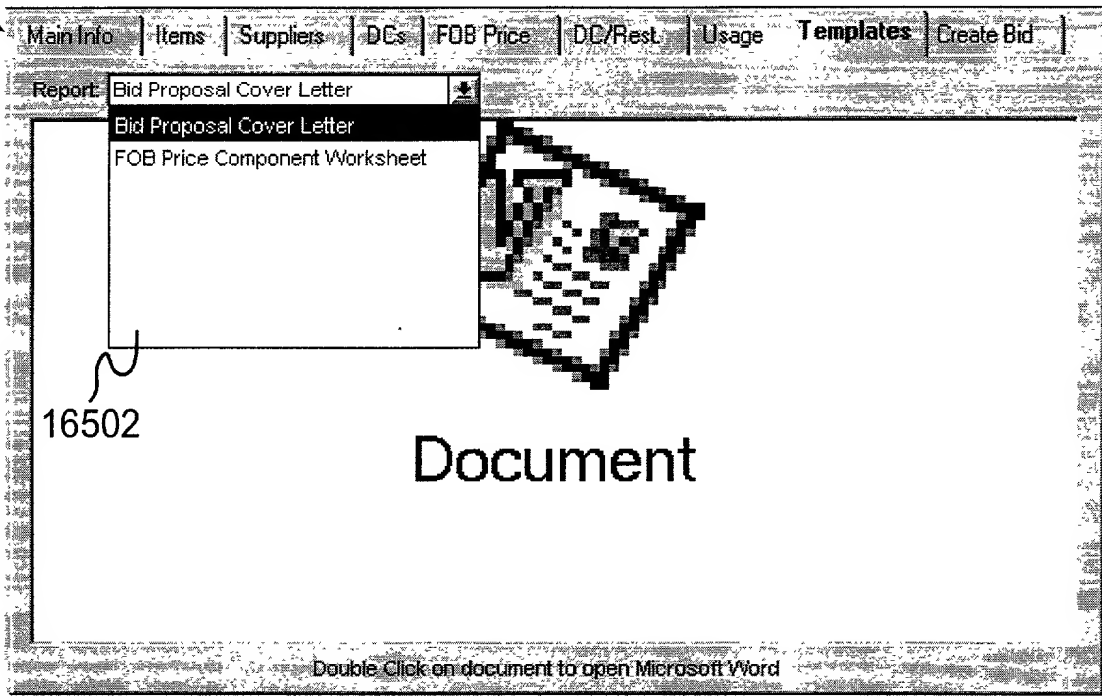 Main Info Items Suppliers DCs FOB Price DC/Rest. Usage Templates Create Bid
Report: Bid Proposal Cover Letter
Bid Proposal Cover Letter
FOB Price Component Worksheet
16502
Document
Double Click on document to open Microsoft Word